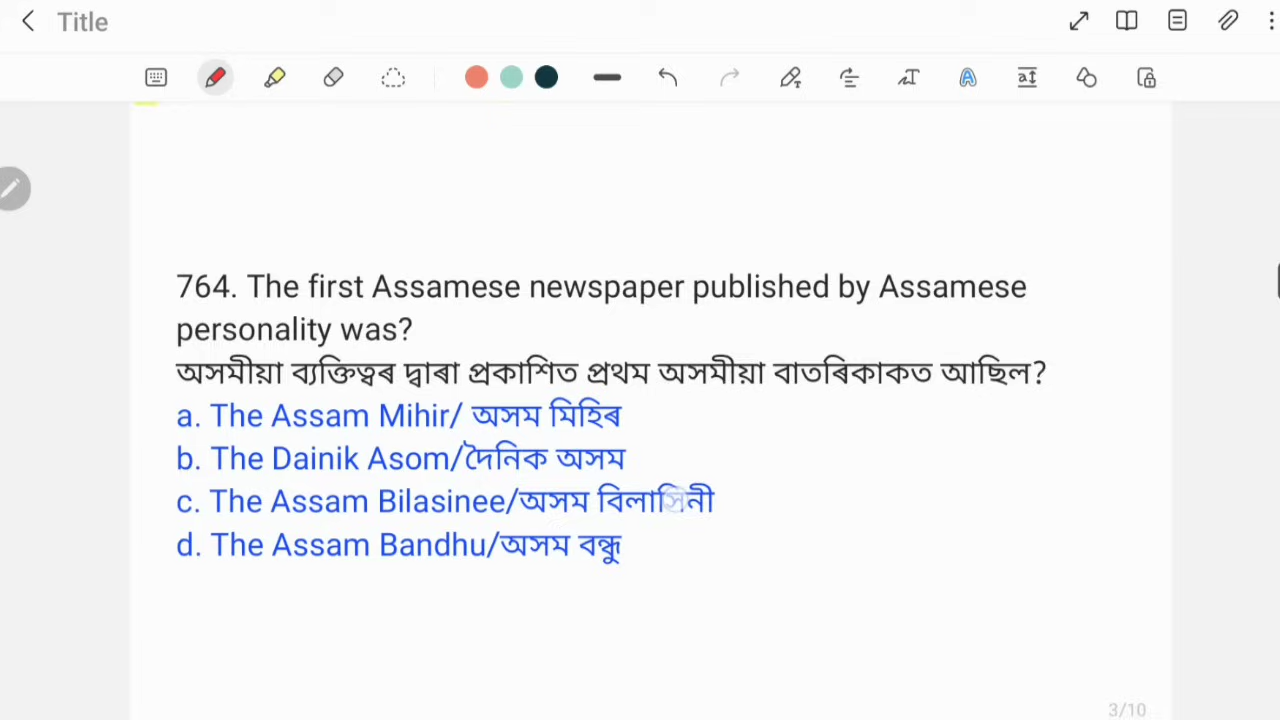 Title
764. The first Assamese newspaper published by Assamese
personality was?
অসমীয়া ব্যক্তিত্বৰ দ্বাৰা প্ৰকাশিত প্ৰথম অসমীয়া বাতৰিকাকত আছিল?
a. The Assam Mihir/ অসম মিহিৰ
b. The Dainik Asom/দৈনিক অসম
c. The Assam Bilasinee/অসম বিলাসিনী
d. The Assam Bandhu/অসম বন্ধু
3/10